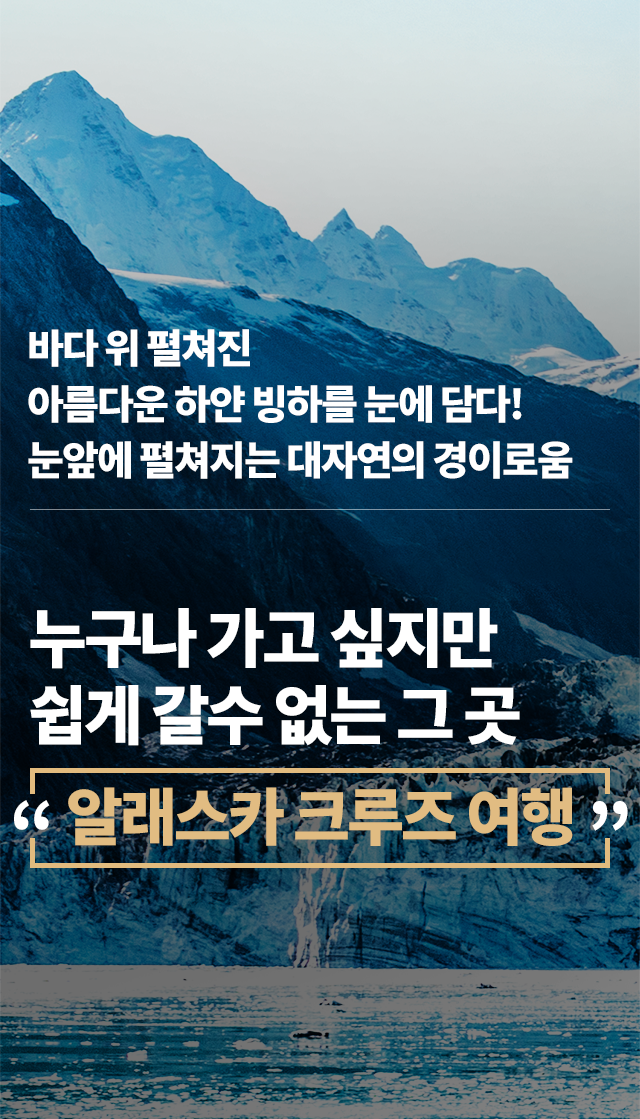 바다 위 펼쳐진
아름다운 하얀 빙하를 눈에 담다!
눈앞에 펼쳐지는 대자연의 경이로움
누구나 가고 싶지만
쉽게 갈수 없는 그 곳
“ 알래스카 크루즈 여행 ”